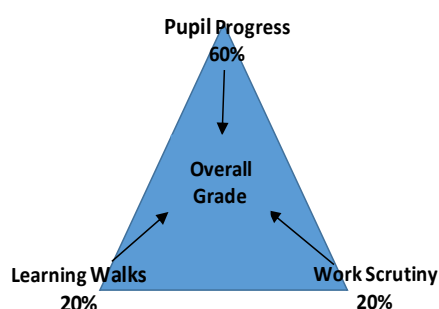 Pupil Progress
60%
Overall
Grade
Learning Walks
20%
Work Scrutiny
20%